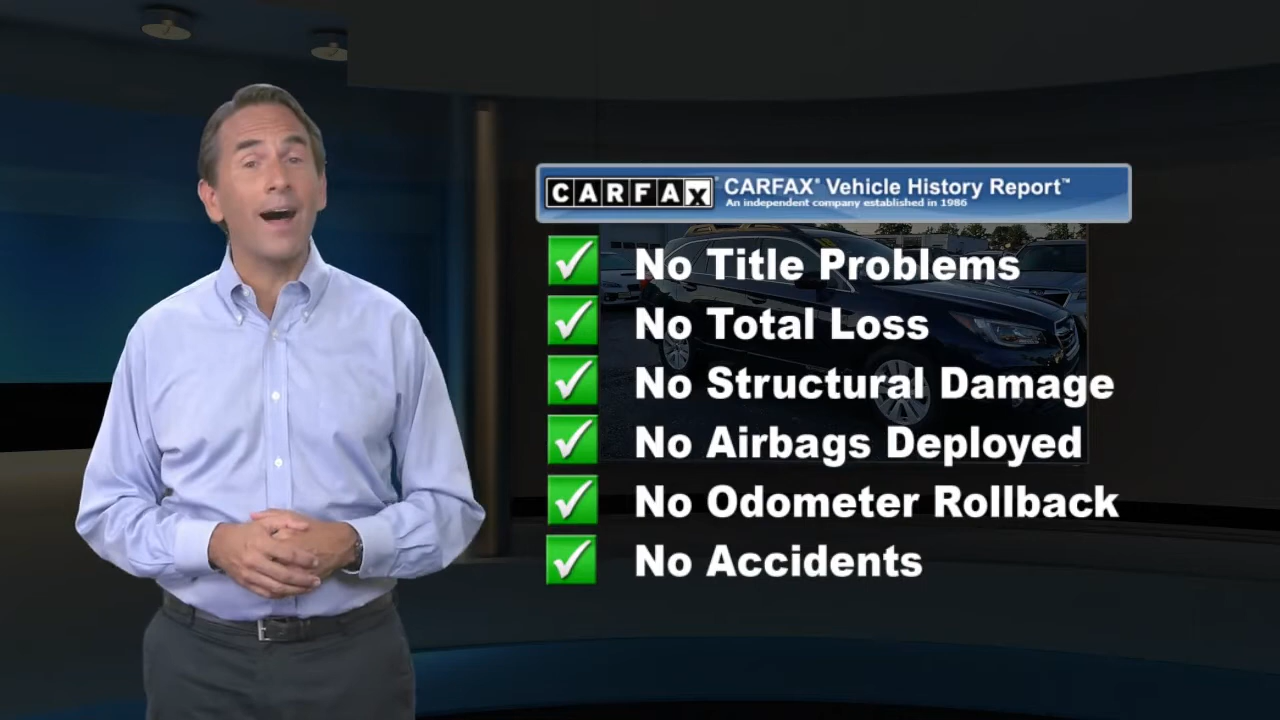 CARFAX
CARFAX® Vehicle History Report™
An independent company established in 1986
No Title Problems
No Total Loss
No Structural Damage
No Airbags Deployed
No Odometer Rollback
No Accidents